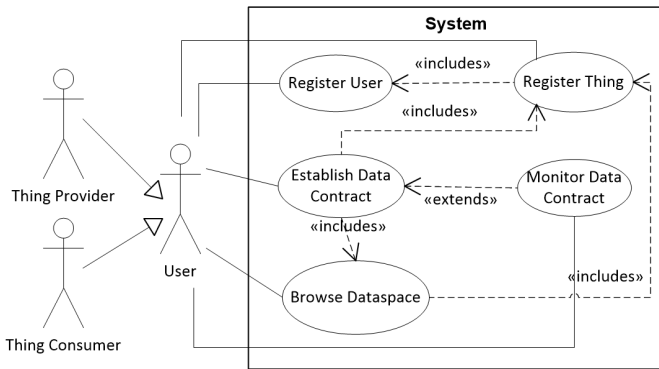 System
«includes»
Register User
Register Thing
«includes»
Thing Provider
Establish Data
Contract
Monitor Data
Contract
«extends»
«includes»
User
«includes»
Browse Dataspace
Thing Consumer